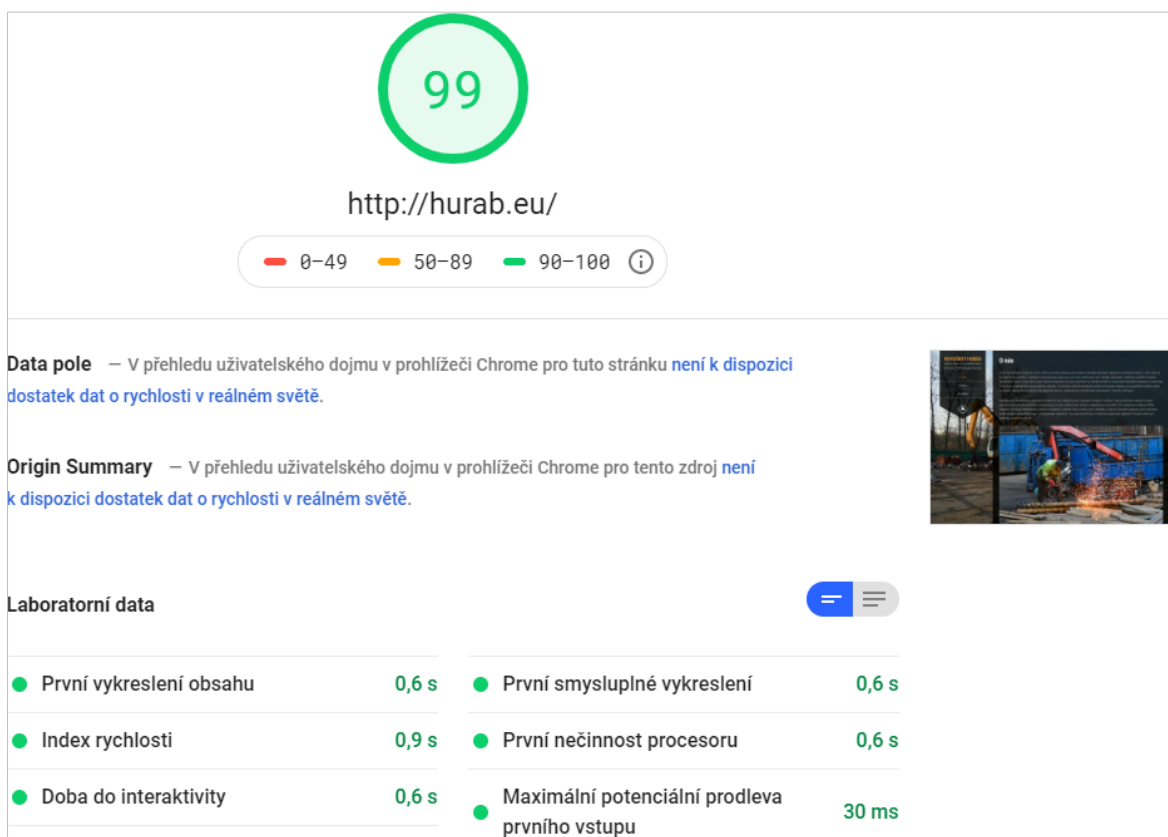 99
http://hurab.eu/
0–49 50–89 90–100
Data pole — V přehledu uživatelského dojmu v prohlížeči Chrome pro tuto stránku není k dispozici
dostatek dat o rychlosti v reálném světě.
O nás
Origin Summary — V přehledu uživatelského dojmu v prohlížeči Chrome pro tento zdroj není
k dispozici dostatek dat o rychlosti v reálném světě.
Laboratorní data
První vykreslení obsahu 0,6 s
První smysluplné vykreslení 0,6 s
Index rychlosti 0,9 s
První nečinnost procesoru 0,6 s
Doba do interaktivity 0,6 s
Maximální potenciální prodleva
prvního vstupu 30 ms